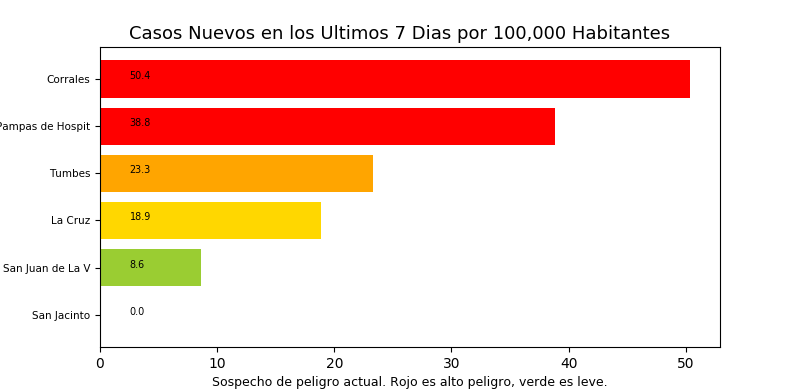 Casos Nuevos en los Ultimos 7 Dias por 100,000 Habitantes
Corrales 50.4
Pampas de Hospit 38.8
Tumbes 23.3
La Cruz 18.9
San Juan de La V 8.6
San Jacinto 0.0
0 10 20 30 40 50
Sospecho de peligro actual. Rojo es alto peligro, verde es leve.